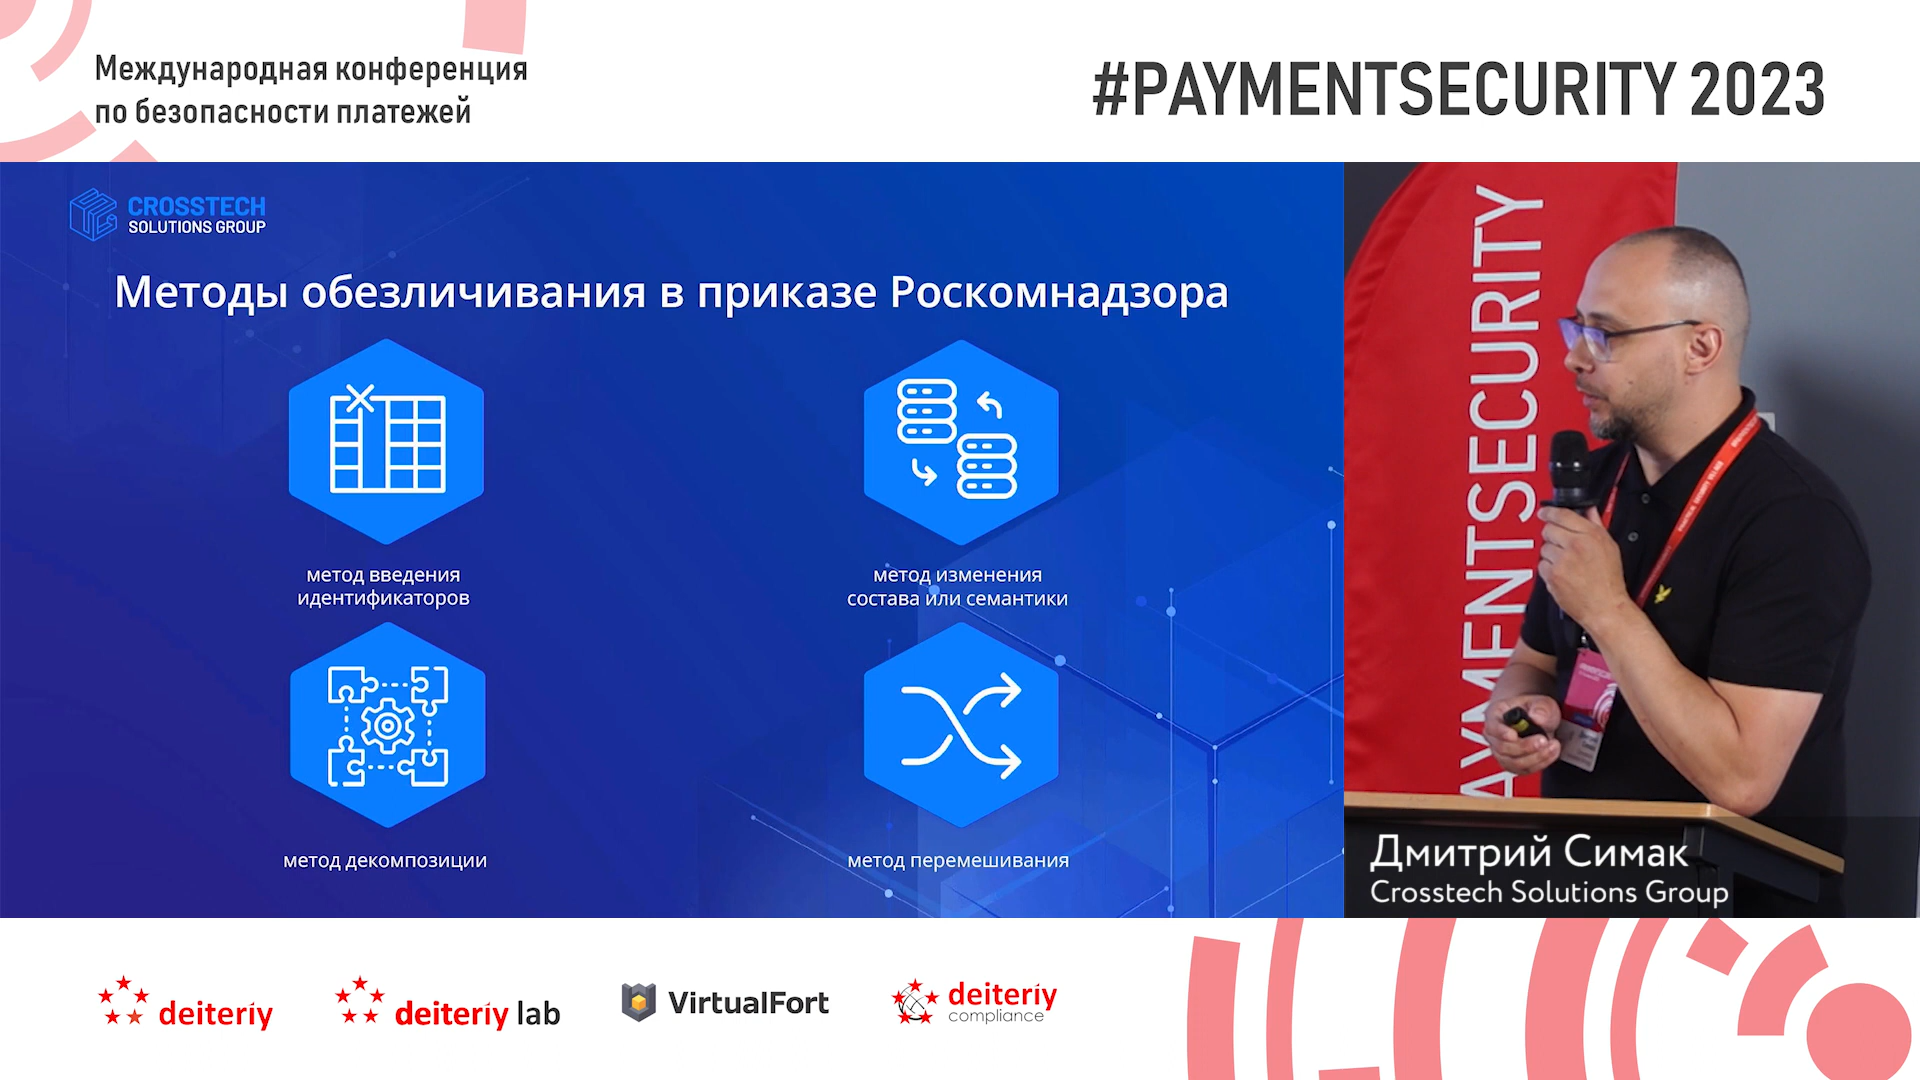 Международная конференция
по безопасности платежей
#PAYMENTSECURITY 2023
CROSSTECH
SOLUTIONS GROUP
Методы обезличивания в приказе Роскомнадзора
метод введения
идентификаторов
метод изменения
состава или семантики
метод декомпозиции
метод перемешивания
PAYMENTSECURITY
Дмитрий Симак
Crosstech Solutions Group
deiteriy
deiteriy lab
VirtualFort
deiteriy
compliance